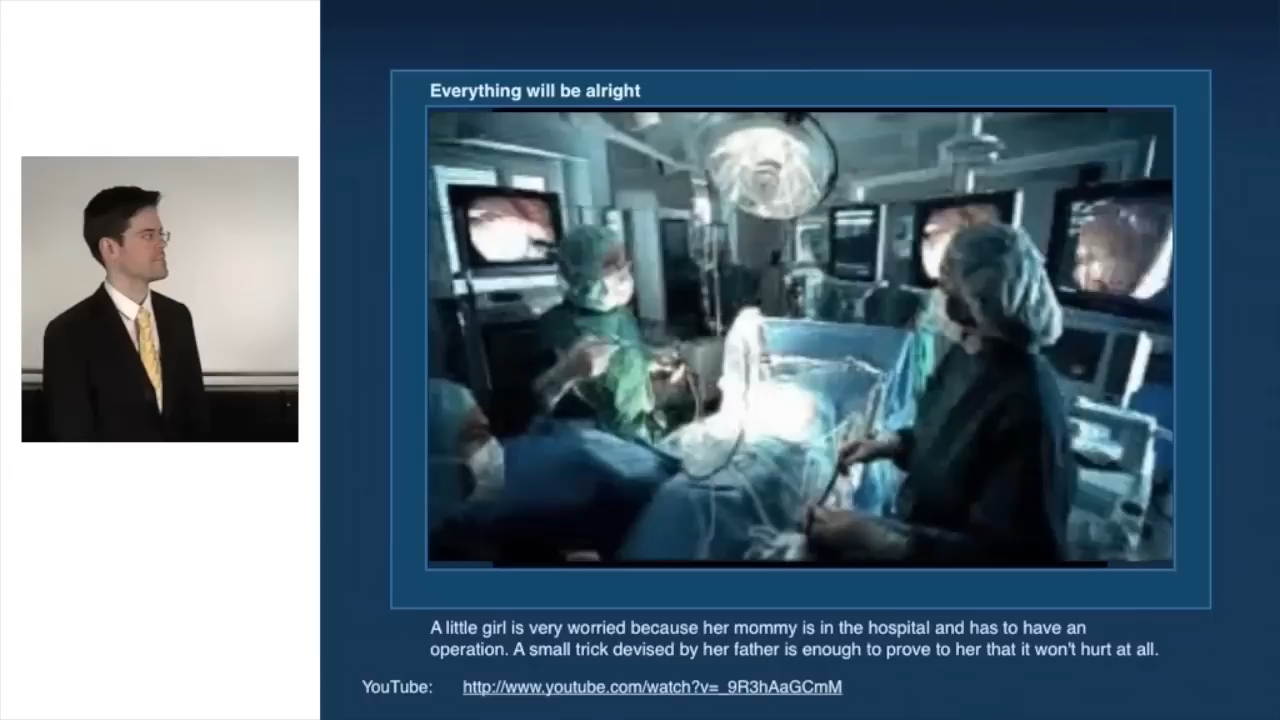 Everything will be alright
A little girl is very worried because her mommy is in the hospital and has to have an
operation. A small trick devised by her father is enough to prove to her that it won't hurt at all.
YouTube: http://www.youtube.com/watch?v=_9R3hAaGCmM